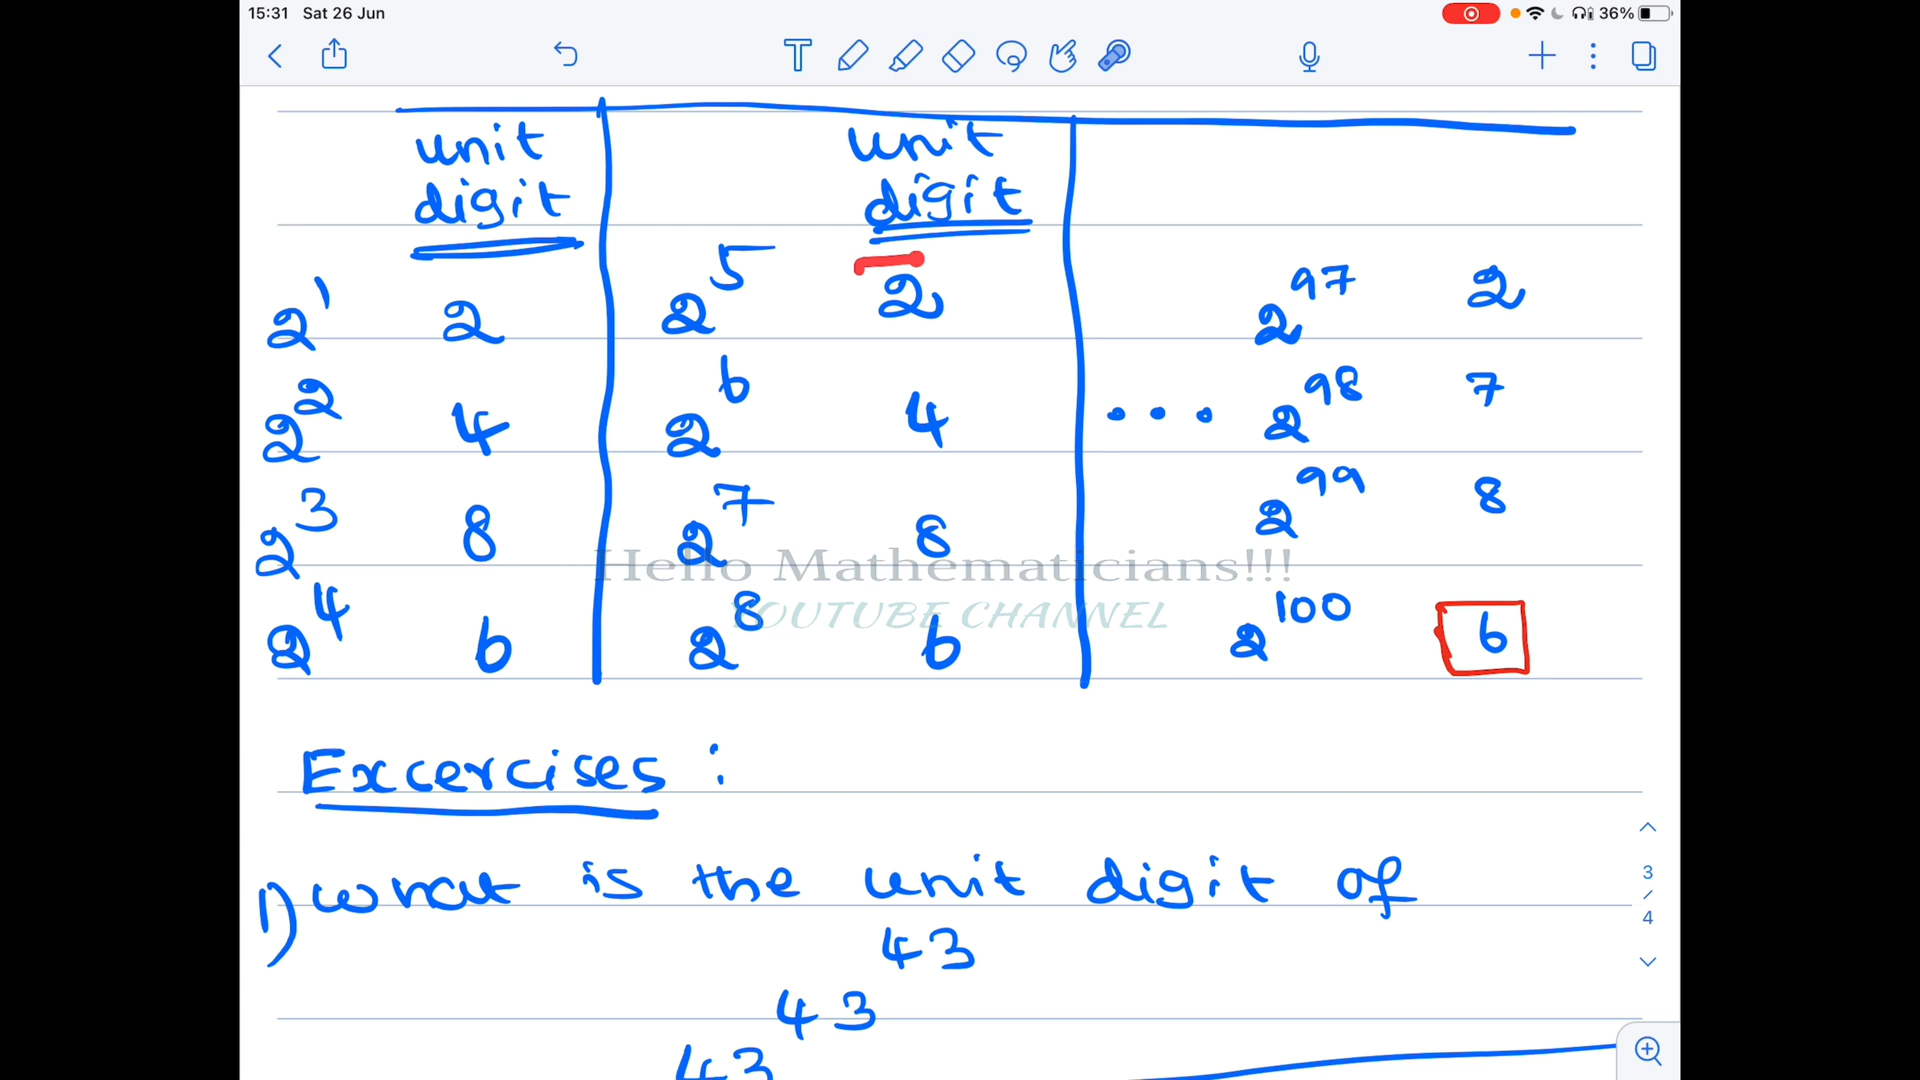 15:31 Sat 26 Jun 36%
unit unit
digit digit
2^1 2 2^5 2 2^97 2
2^2 4 2^6 4 ... 2^98 7
2^3 8 2^7 8 2^99 8
Hello Mathematicians!!!
YOUTUBE CHANNEL
2^4 6 2^8 6 2^100 6
Excercises :
1) What is the unit digit of
43
43
43
3
/
4